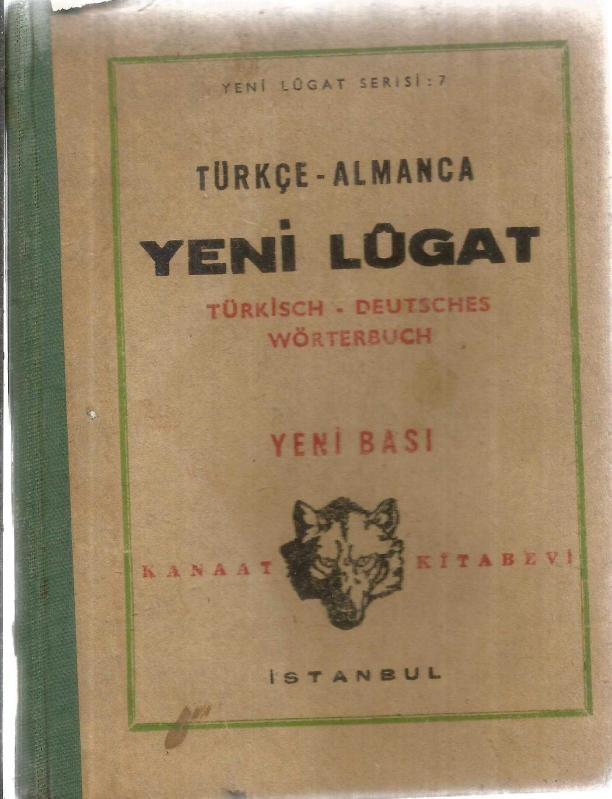 YENİ LÛGAT SERİSİ: 7
TÜRKÇE - ALMANCA
YENİ LÛGAT
TÜRKİSCH - DEUTSCHES
WÖRTERBUCH
YENİ BASI
KANAAT KİTABEVİ
İSTANBUL